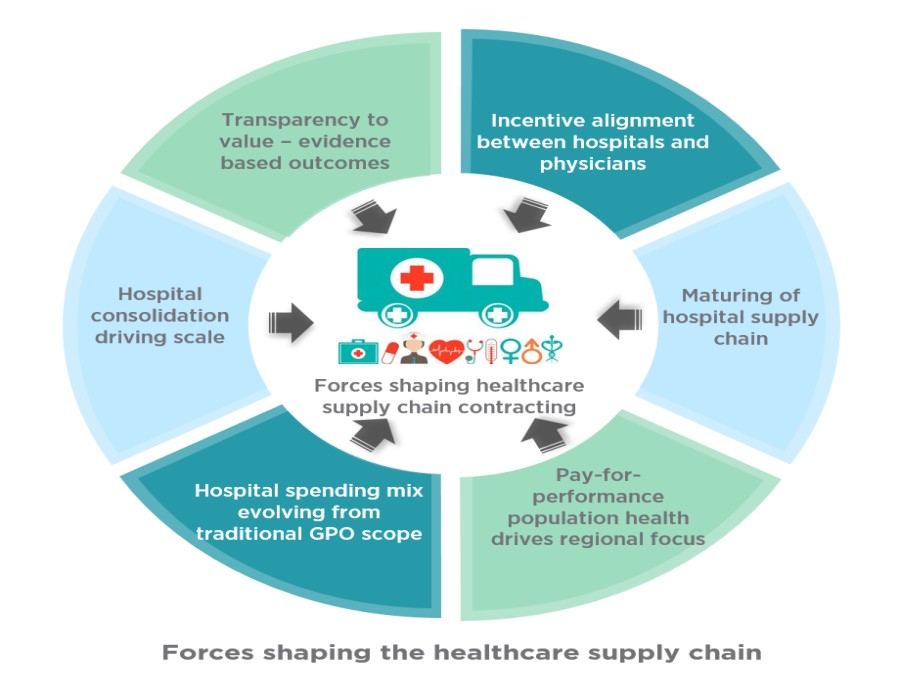 Transparency to
value – evidence
based outcomes
Incentive alignment
between hospitals and
physicians
Hospital
consolidation
driving scale
Maturing of
hospital supply
chain
Forces shaping healthcare
supply chain contracting
Hospital spending mix
evolving from
traditional GPO scope
Pay-for-
performance
population health
drives regional focus
Forces shaping the healthcare supply chain